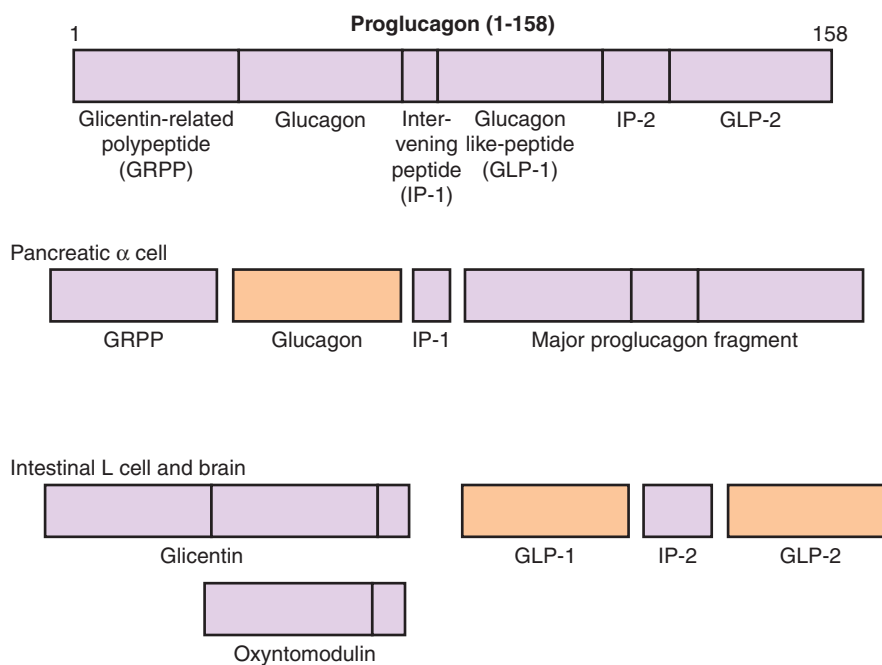 Proglucagon (1-158)
1 158
Glicentin-related
polypeptide
(GRPP)
Glucagon
Inter-
vening
peptide
(IP-1)
Glucagon
like-peptide
(GLP-1)
IP-2
GLP-2
Pancreatic α cell
GRPP
Glucagon
IP-1
Major proglucagon fragment
Intestinal L cell and brain
Glicentin
GLP-1
IP-2
GLP-2
Oxyntomodulin